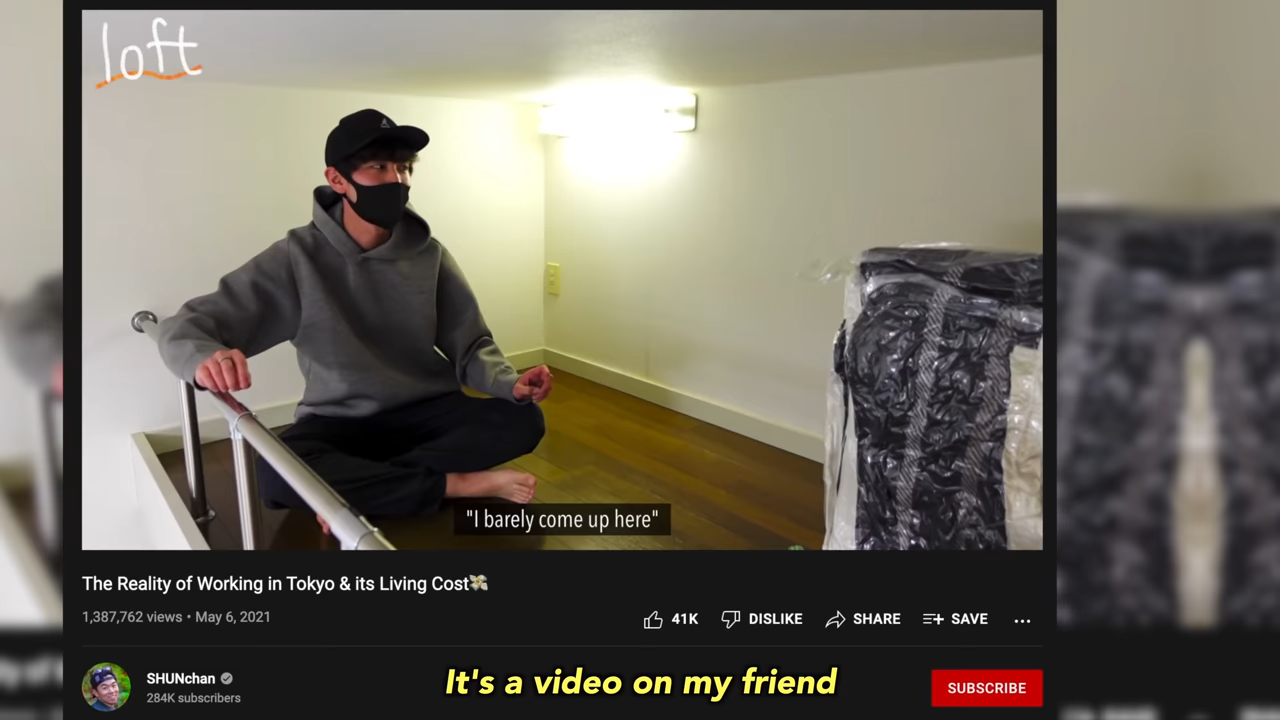 loft
"I barely come up here"
The Reality of Working in Tokyo & its Living Cost💸
1,387,762 views • May 6, 2021
41K
DISLIKE
SHARE
SAVE
SHUNchan
284K subscribers
It's a video on my friend
SUBSCRIBE